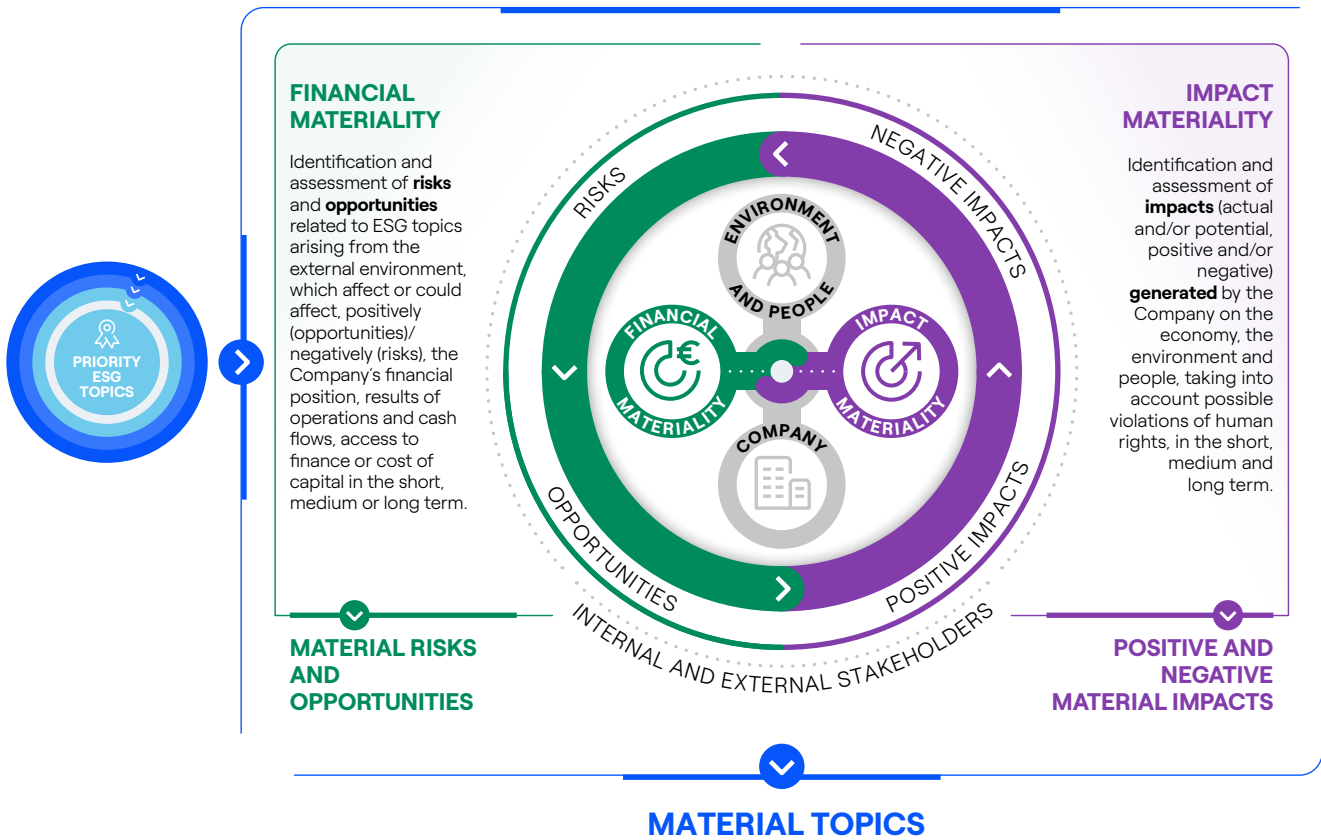 PRIORITY
ESG
TOPICS
FINANCIAL
MATERIALITY
Identification and
assessment of risks
and opportunities
related to ESG topics
arising from the
external environment,
which affect or could
affect, positively
(opportunities)/
negatively (risks), the
Company’s financial
position, results of
operations and cash
flows, access to
finance or cost of
capital in the short,
medium or long term.
MATERIAL RISKS
AND
OPPORTUNITIES
RISKS
NEGATIVE IMPACTS
OPPORTUNITIES
POSITIVE IMPACTS
INTERNAL AND EXTERNAL STAKEHOLDERS
ENVIRONMENT
AND PEOPLE
FINANCIAL
€
MATERIALITY
IMPACT
MATERIALITY
COMPANY
IMPACT
MATERIALITY
Identification and
assessment of
impacts (actual
and/or potential,
positive and/or
negative)
generated by the
Company on the
economy, the
environment and
people, taking into
account possible
violations of human
rights, in the short,
medium and
long term.
POSITIVE AND
NEGATIVE
MATERIAL IMPACTS
MATERIAL TOPICS